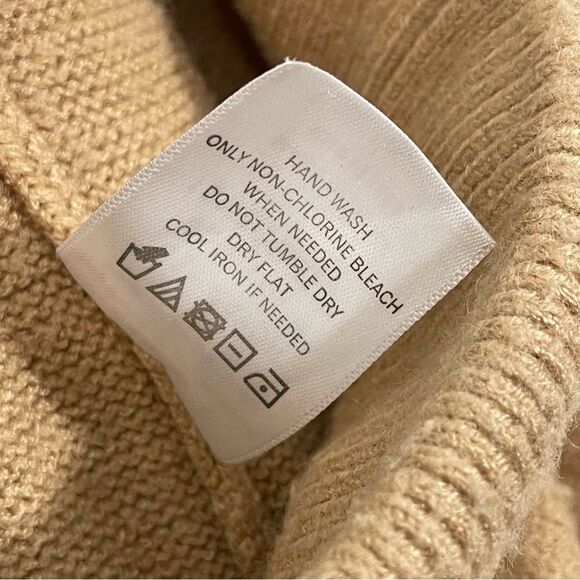 HAND WASH
ONLY NON-CHLORINE BLEACH
WHEN NEEDED
DO NOT TUMBLE DRY
DRY FLAT
COOL IRON IF NEEDED